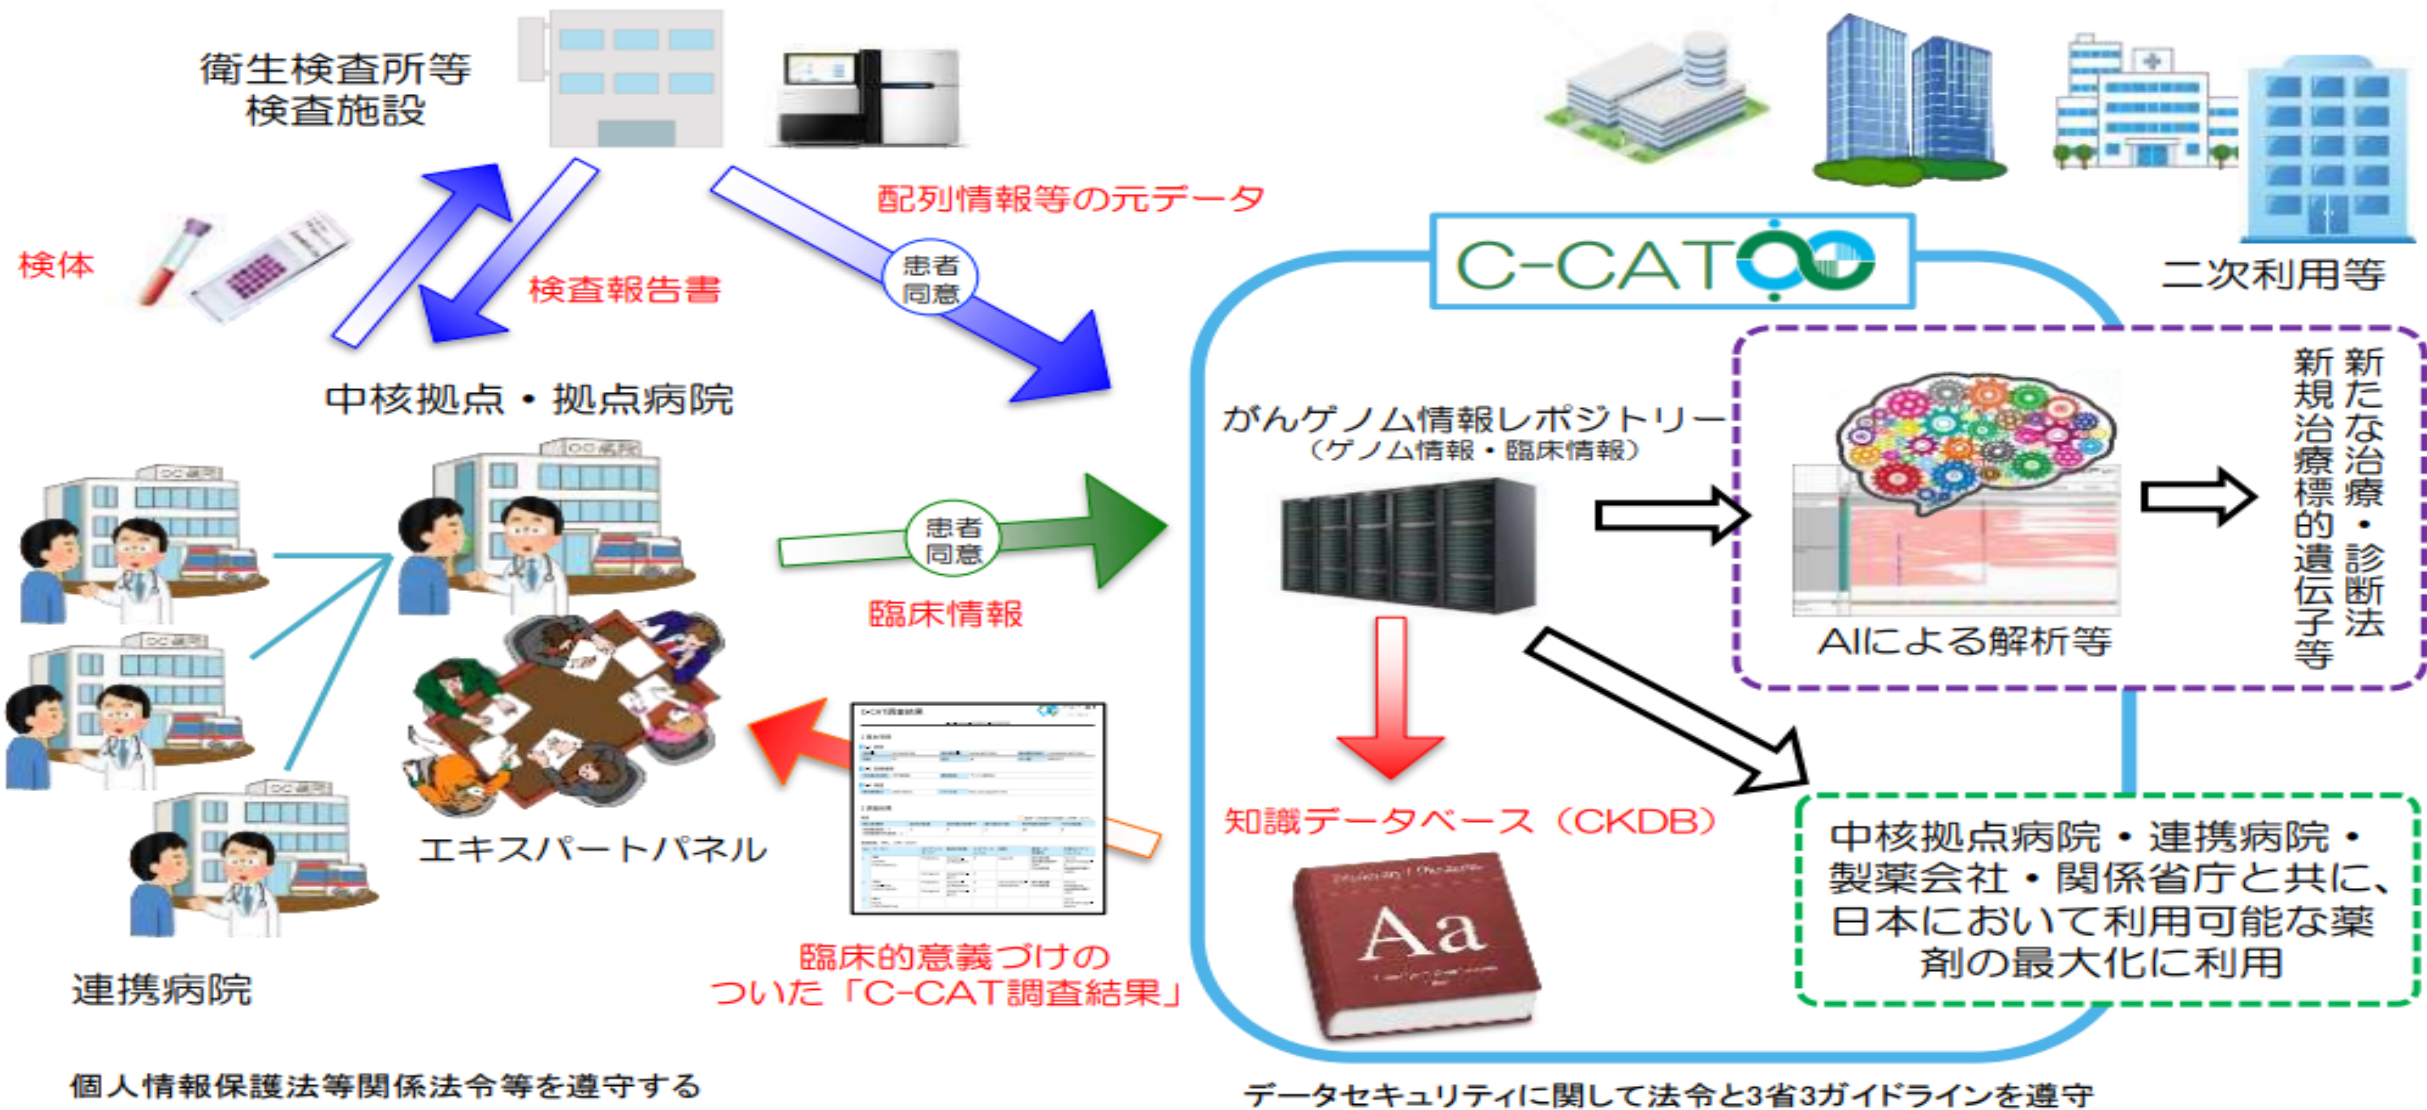 衛生検査所等
検査施設
検体
検査報告書
配列情報等の元データ
患者
同意
中核拠点・拠点病院
患者
同意
臨床情報
エキスパートパネル
連携病院
C-CAT調査結果
臨床的意義づけの
ついた「C-CAT調査結果」
個人情報保護法等関係法令等を遵守する
C-CAT
二次利用等
がんゲノム情報レポジトリー
(ゲノム情報・臨床情報)
AIによる解析等
新たな治療・診断法
新規治療標的遺伝子等
知識データベース(CKDB)
Aa
中核拠点病院・連携病院・
製薬会社・関係省庁と共に、
日本において利用可能な薬
剤の最大化に利用
データセキュリティに関して法令と3省3ガイドラインを遵守